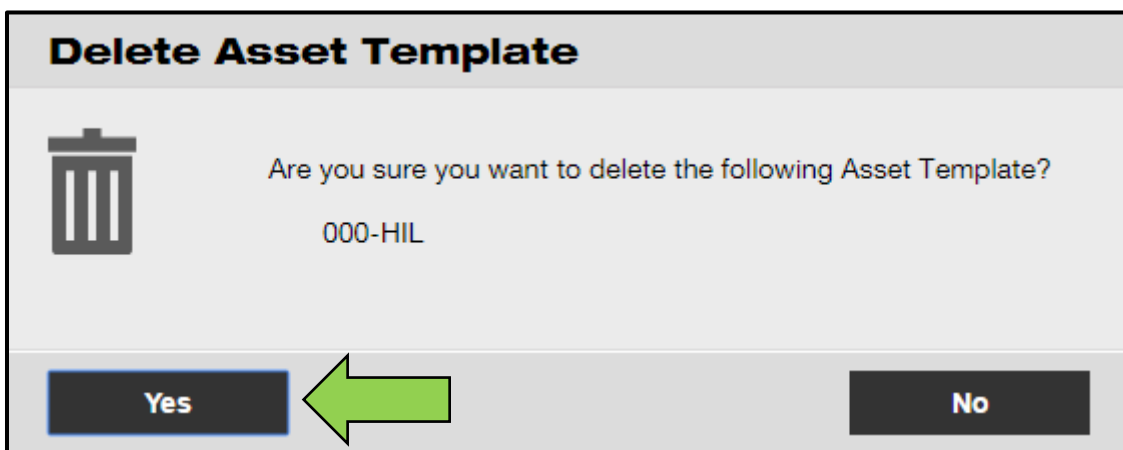 Delete Asset Template
Are you sure you want to delete the following Asset Template?
000-HIL
Yes
No